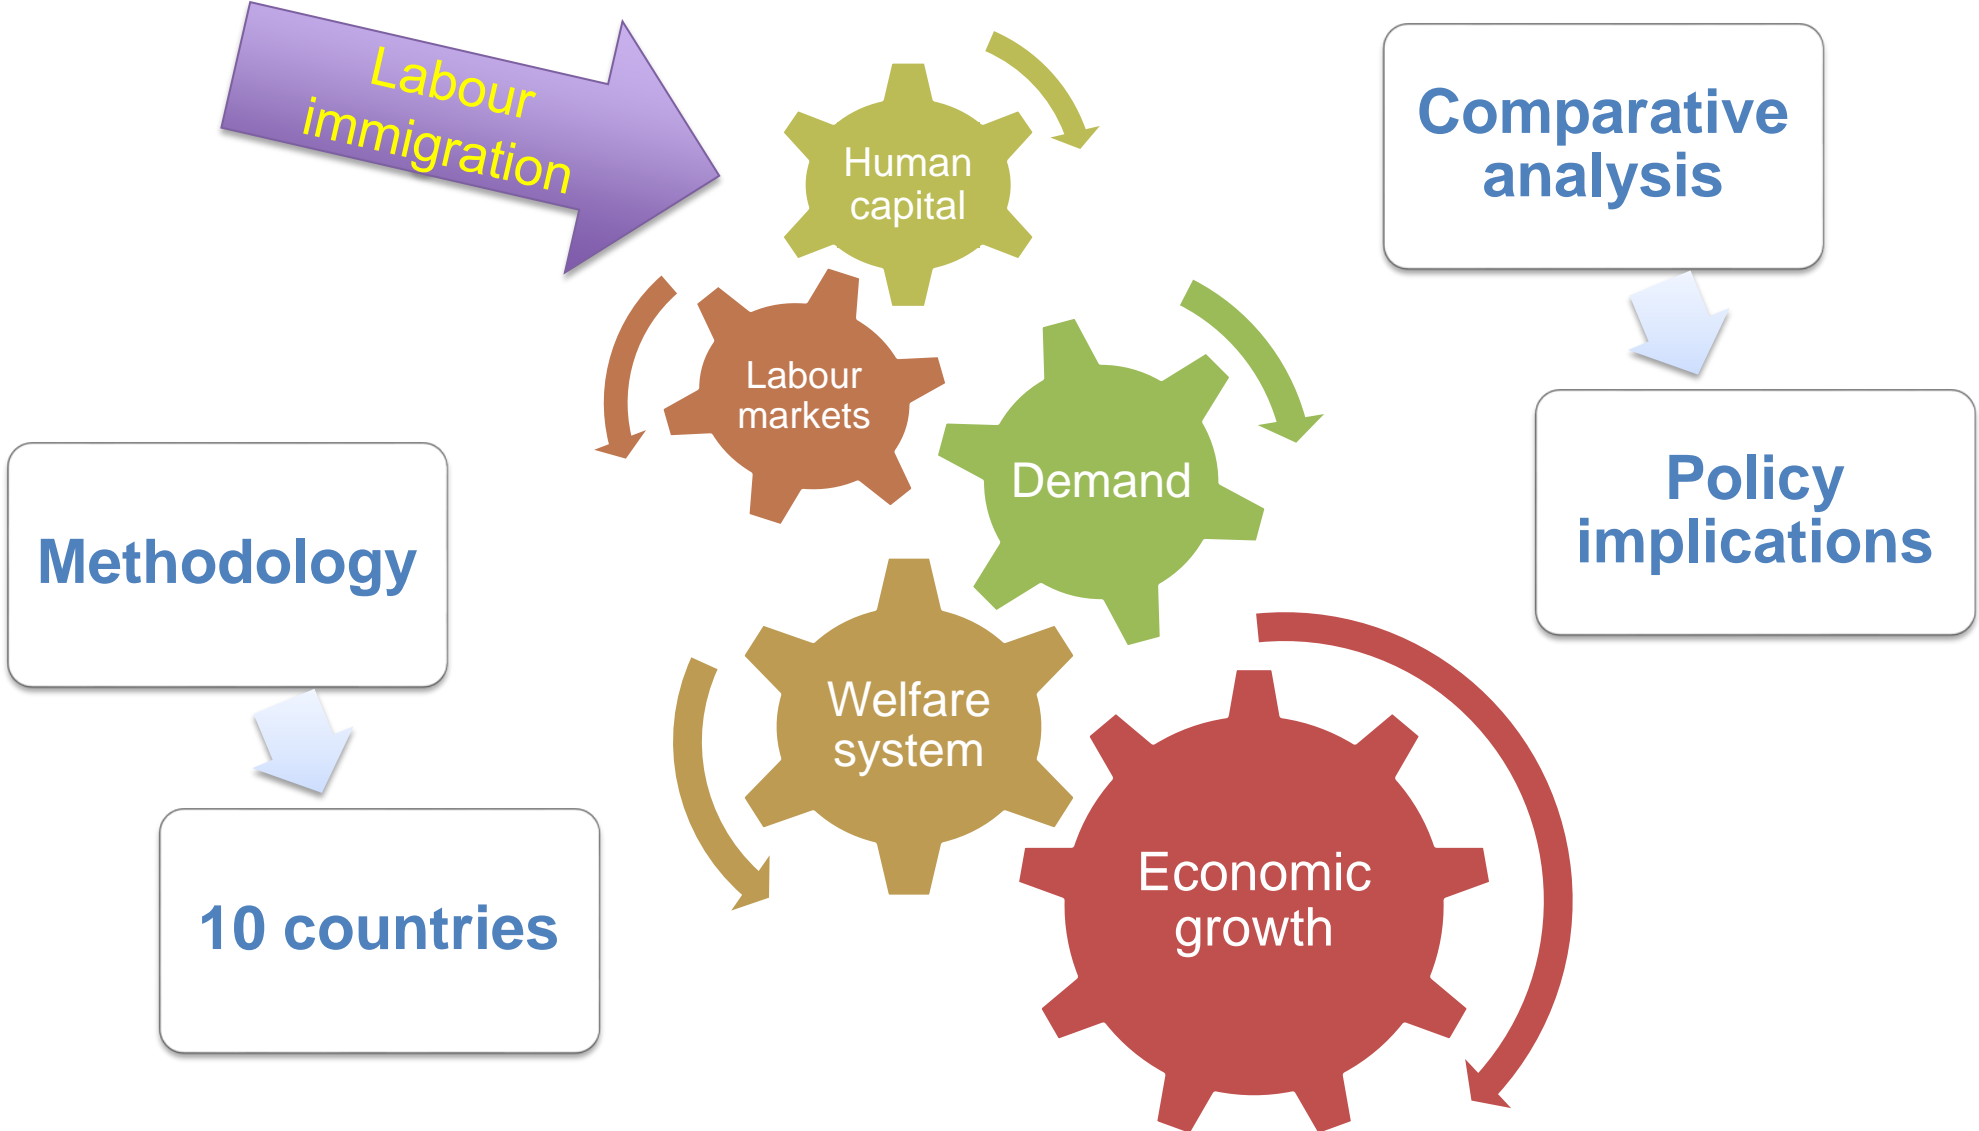 Labour
immigration
Human
capital
Labour
markets
Demand
Welfare
system
Economic
growth
Methodology
10 countries
Comparative
analysis
Policy
implications